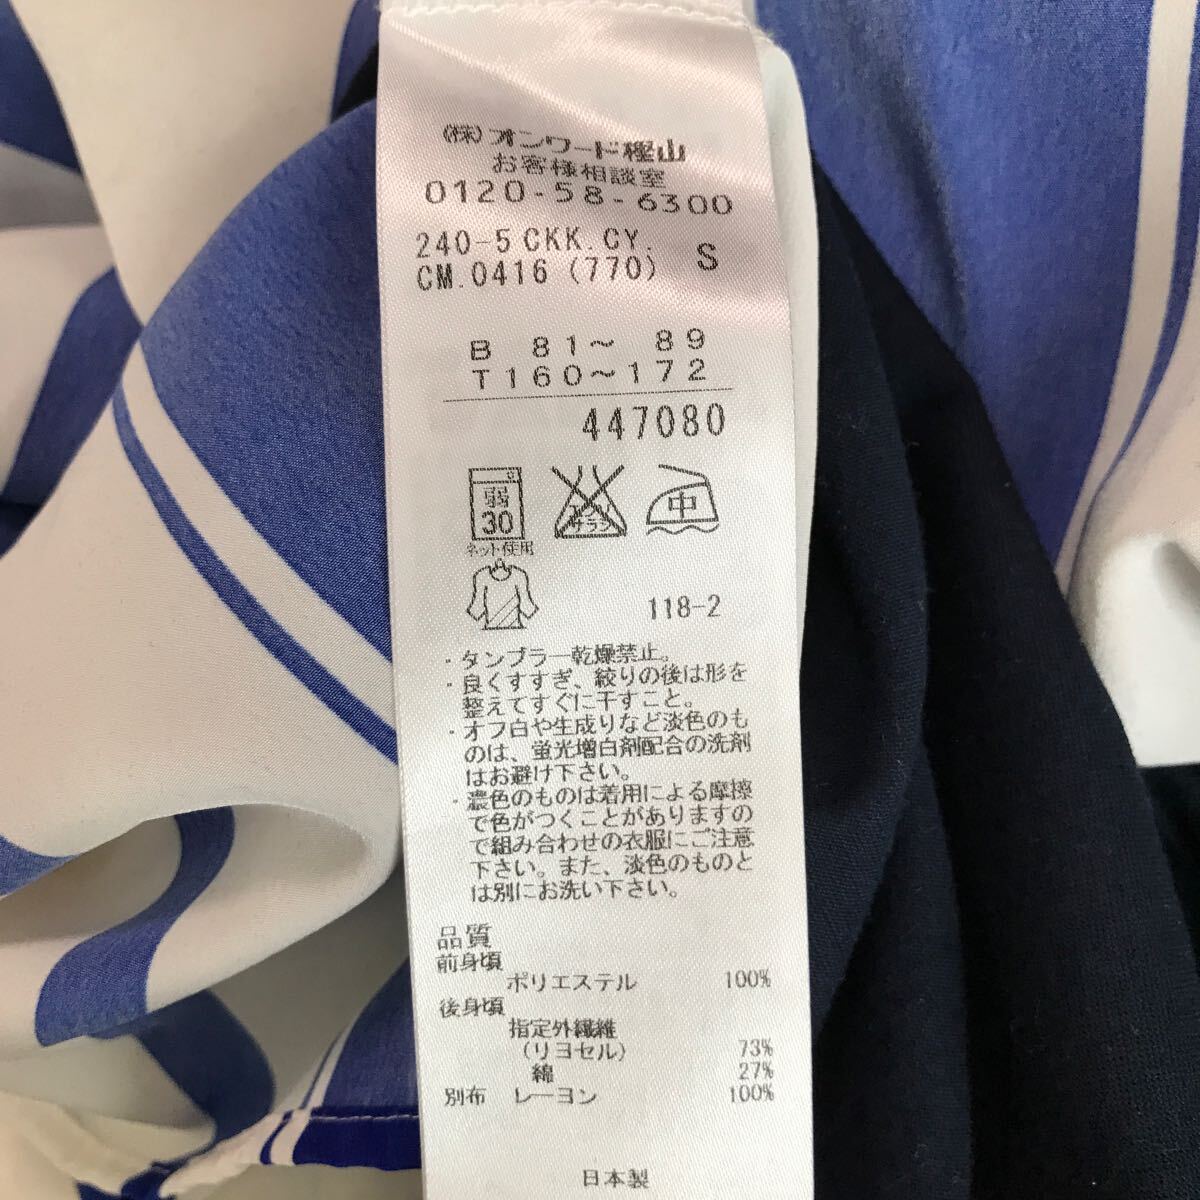 (株)オンワード樫山
お客様相談室
0120-58-6300
240-5 CKK.CY.
CM.0416 (770) S
B 81～ 89
T160～172
447080
弱
30
エンソ
サラシ
中
ネット使用
118-2
・タンブラー乾燥禁止。
・良くすすぎ、絞りの後は形を
整えてすぐに干すこと。
・オフ白や生成りなど淡色のも
のは、蛍光増白剤配合の洗剤
はお避け下さい。
・濃色のものは着用による摩擦
で色がつくことがありますの
で組み合わせの衣服にご注意
下さい。また、淡色のものと
は別にお洗い下さい。
品質
前身頃
ポリエステル 100%
後身頃
指定外繊維
(リヨセル) 73%
綿 27%
別布 レーヨン 100%
日本製